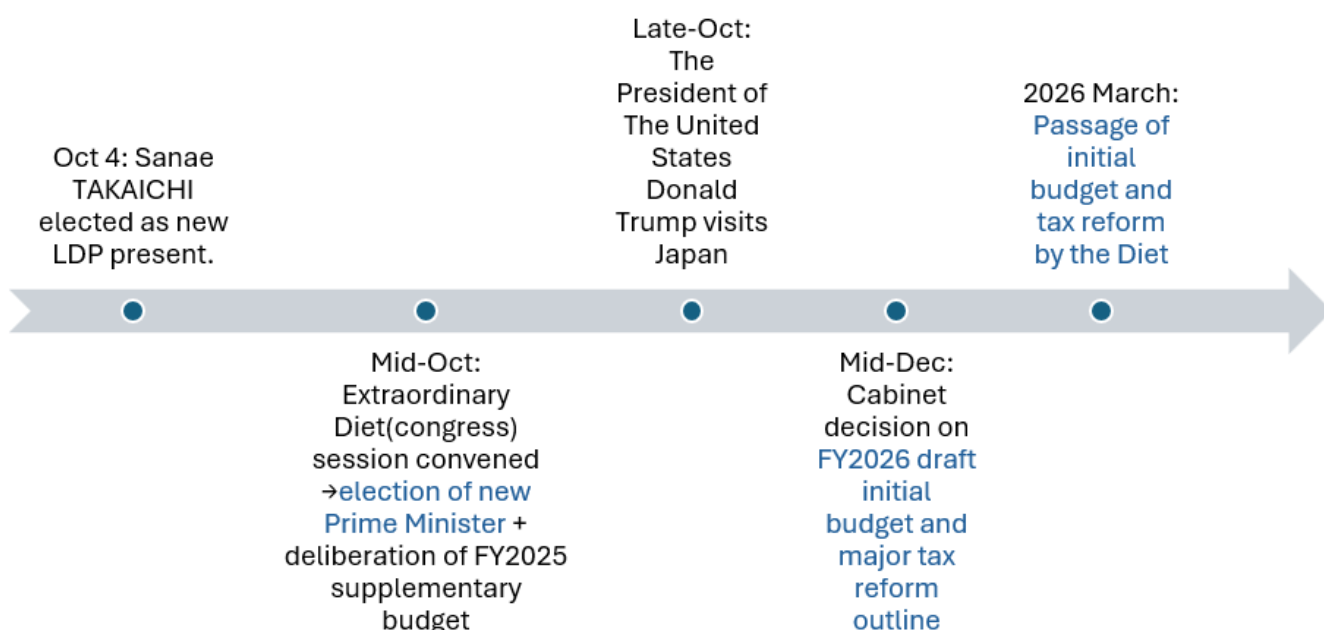 Oct 4: Sanae
TAKAICHI
elected as new
LDP present.
Mid-Oct:
Extraordinary
Diet(congress)
session convened
→election of new
Prime Minister +
deliberation of FY2025
supplementary
budget
Late-Oct:
The
President of
The United
States
Donald
Trump visits
Japan
Mid-Dec:
Cabinet
decision on
FY2026 draft
initial
budget and
major tax
reform
outline
2026 March:
Passage of
initial
budget and
tax reform
by the Diet